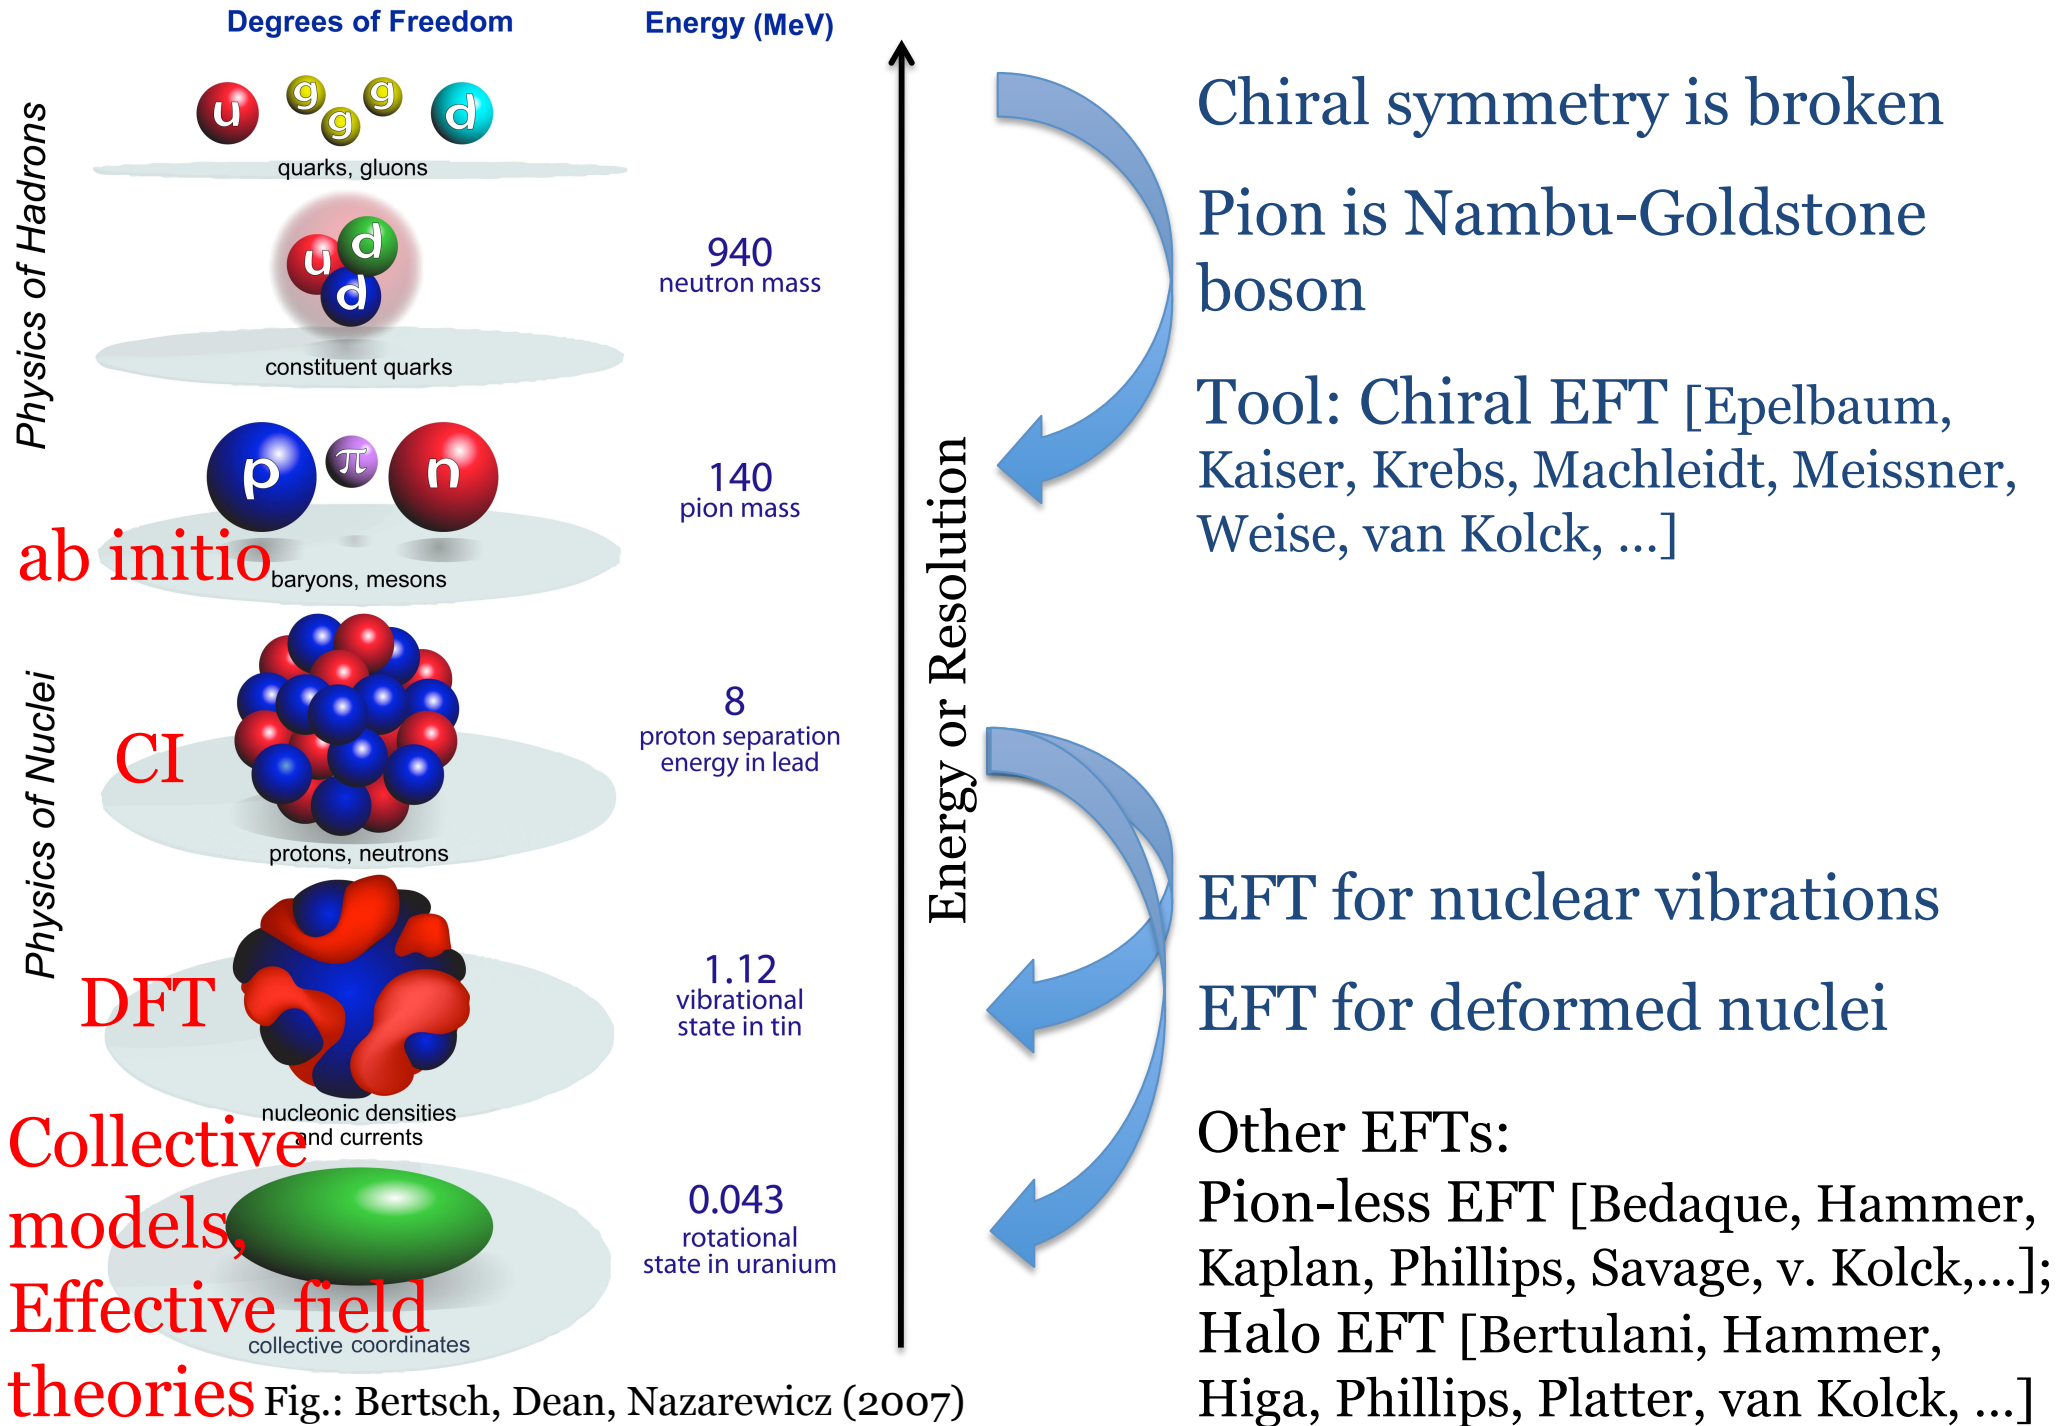 Degrees of Freedom
Energy (MeV)
Physics of Hadrons
u g g g d
quarks, gluons
u d d
constituent quarks
940
neutron mass
p π n
ab initio
baryons, mesons
140
pion mass
Physics of Nuclei
CI
protons, neutrons
8
proton separation
energy in lead
DFT
nucleonic densities
and currents
1.12
vibrational
state in tin
Collective
models,
Effective field
theories
collective coordinates
0.043
rotational
state in uranium
Fig.: Bertsch, Dean, Nazarewicz (2007)
Energy or Resolution
Chiral symmetry is broken
Pion is Nambu-Goldstone
boson
Tool: Chiral EFT [Epelbaum,
Kaiser, Krebs, Machleidt, Meissner,
Weise, van Kolck, ...]
EFT for nuclear vibrations
EFT for deformed nuclei
Other EFTs:
Pion-less EFT [Bedaque, Hammer,
Kaplan, Phillips, Savage, v. Kolck,...];
Halo EFT [Bertulani, Hammer,
Higa, Phillips, Platter, van Kolck, ...]